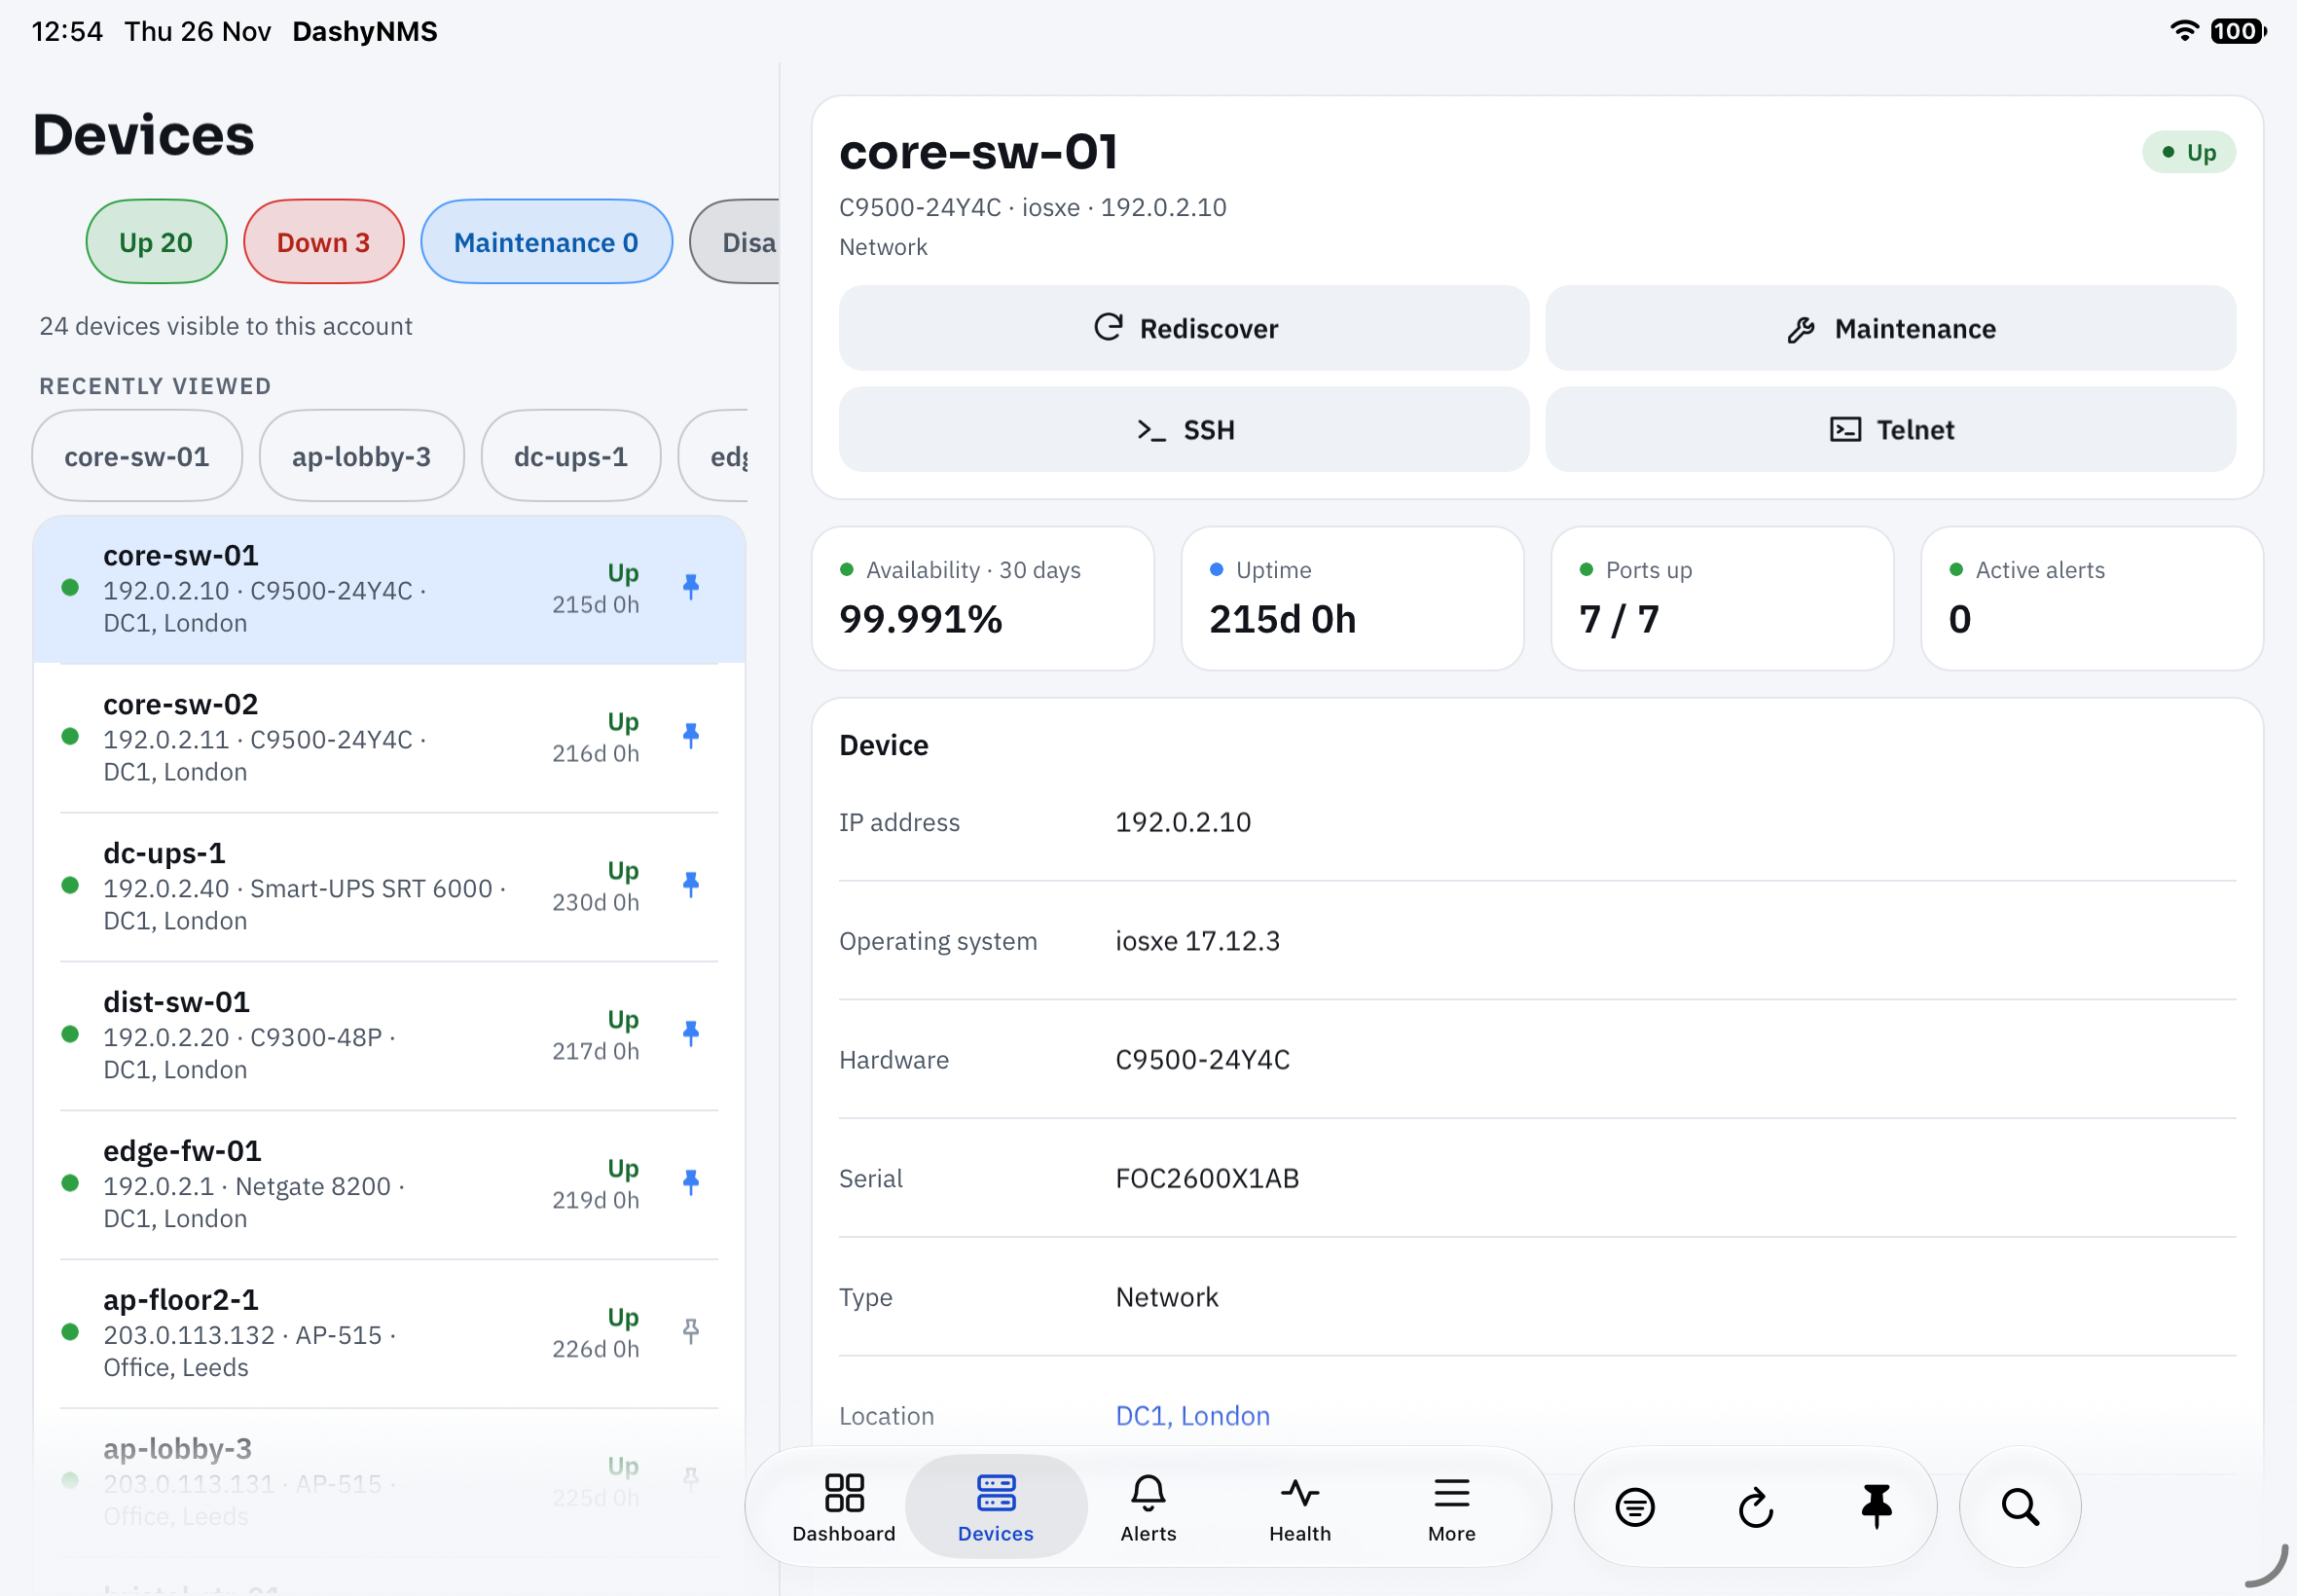 12:54 Thu 26 Nov DashyNMS
100
Devices
Up 20
Down 3
Maintenance 0
Disa
24 devices visible to this account
RECENTLY VIEWED
core-sw-01
ap-lobby-3
dc-ups-1
edg
core-sw-01
192.0.2.10 · C9500-24Y4C ·
DC1, London
Up
215d 0h
core-sw-02
192.0.2.11 · C9500-24Y4C ·
DC1, London
Up
216d 0h
dc-ups-1
192.0.2.40 · Smart-UPS SRT 6000 ·
DC1, London
Up
230d 0h
dist-sw-01
192.0.2.20 · C9300-48P ·
DC1, London
Up
217d 0h
edge-fw-01
192.0.2.1 · Netgate 8200 ·
DC1, London
Up
219d 0h
ap-floor2-1
203.0.113.132 · AP-515 ·
Office, Leeds
Up
226d 0h
ap-lobby-3
203.0.113.131 · AP-515 ·
Office, Leeds
Up
225d 0h
core-sw-01
Up
C9500-24Y4C · iosxe · 192.0.2.10
Network
Rediscover
Maintenance
SSH
Telnet
Availability · 30 days
99.991%
Uptime
215d 0h
Ports up
7 / 7
Active alerts
0
Device
IP address 192.0.2.10
Operating system iosxe 17.12.3
Hardware C9500-24Y4C
Serial FOC2600X1AB
Type Network
Location DC1, London
Dashboard
Devices
Alerts
Health
More